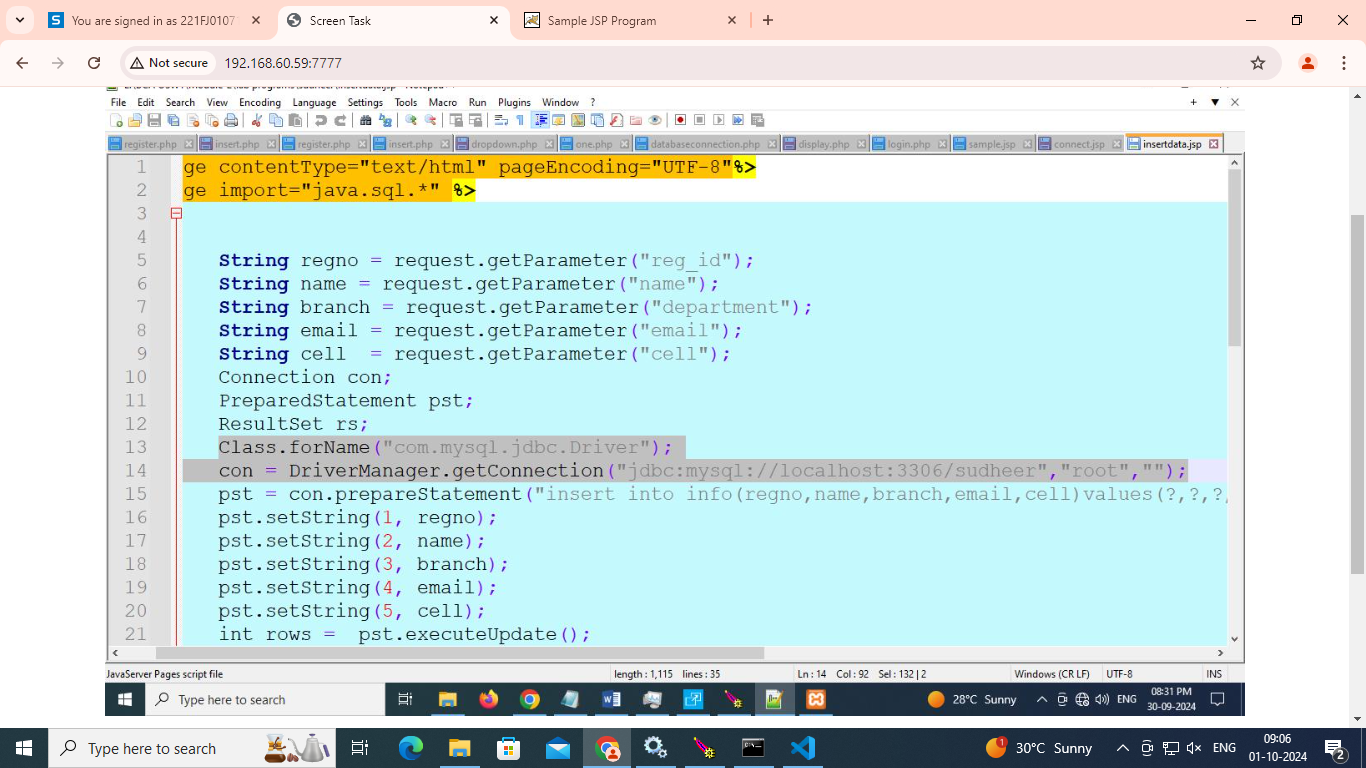 You are signed in as 221FJ0107
Screen Task
Sample JSP Program
Not secure
192.168.60.59:7777
File Edit Search View Encoding Language Settings Tools Macro Run Plugins Window ?
register.php insert.php register.php insert.php dropdown.php one.php databaseconnection.php display.php login.php sample.jsp connect.jsp insertdata.jsp
1 ge contentType="text/html" pageEncoding="UTF-8"%>
2 ge import="java.sql.*" %>
3
4
5 String regno = request.getParameter("reg_id");
6 String name = request.getParameter("name");
7 String branch = request.getParameter("department");
8 String email = request.getParameter("email");
9 String cell  = request.getParameter("cell");
10 Connection con;
11 PreparedStatement pst;
12 ResultSet rs;
13 Class.forName("com.mysql.jdbc.Driver");
14 con = DriverManager.getConnection("jdbc:mysql://localhost:3306/sudheer","root","");
15 pst = con.prepareStatement("insert into info(regno,name,branch,email,cell)values(?,?,?,
16 pst.setString(1, regno);
17 pst.setString(2, name);
18 pst.setString(3, branch);
19 pst.setString(4, email);
20 pst.setString(5, cell);
21 int rows =  pst.executeUpdate();
JavaServer Pages script file length : 1,115 lines : 35 Ln : 14 Col : 92 Sel : 132 | 2 Windows (CR LF) UTF-8 INS
Type here to search 28°C Sunny ENG 08:31 PM
30-09-2024
Type here to search 1 30°C Sunny ENG 09:06
01-10-2024 2